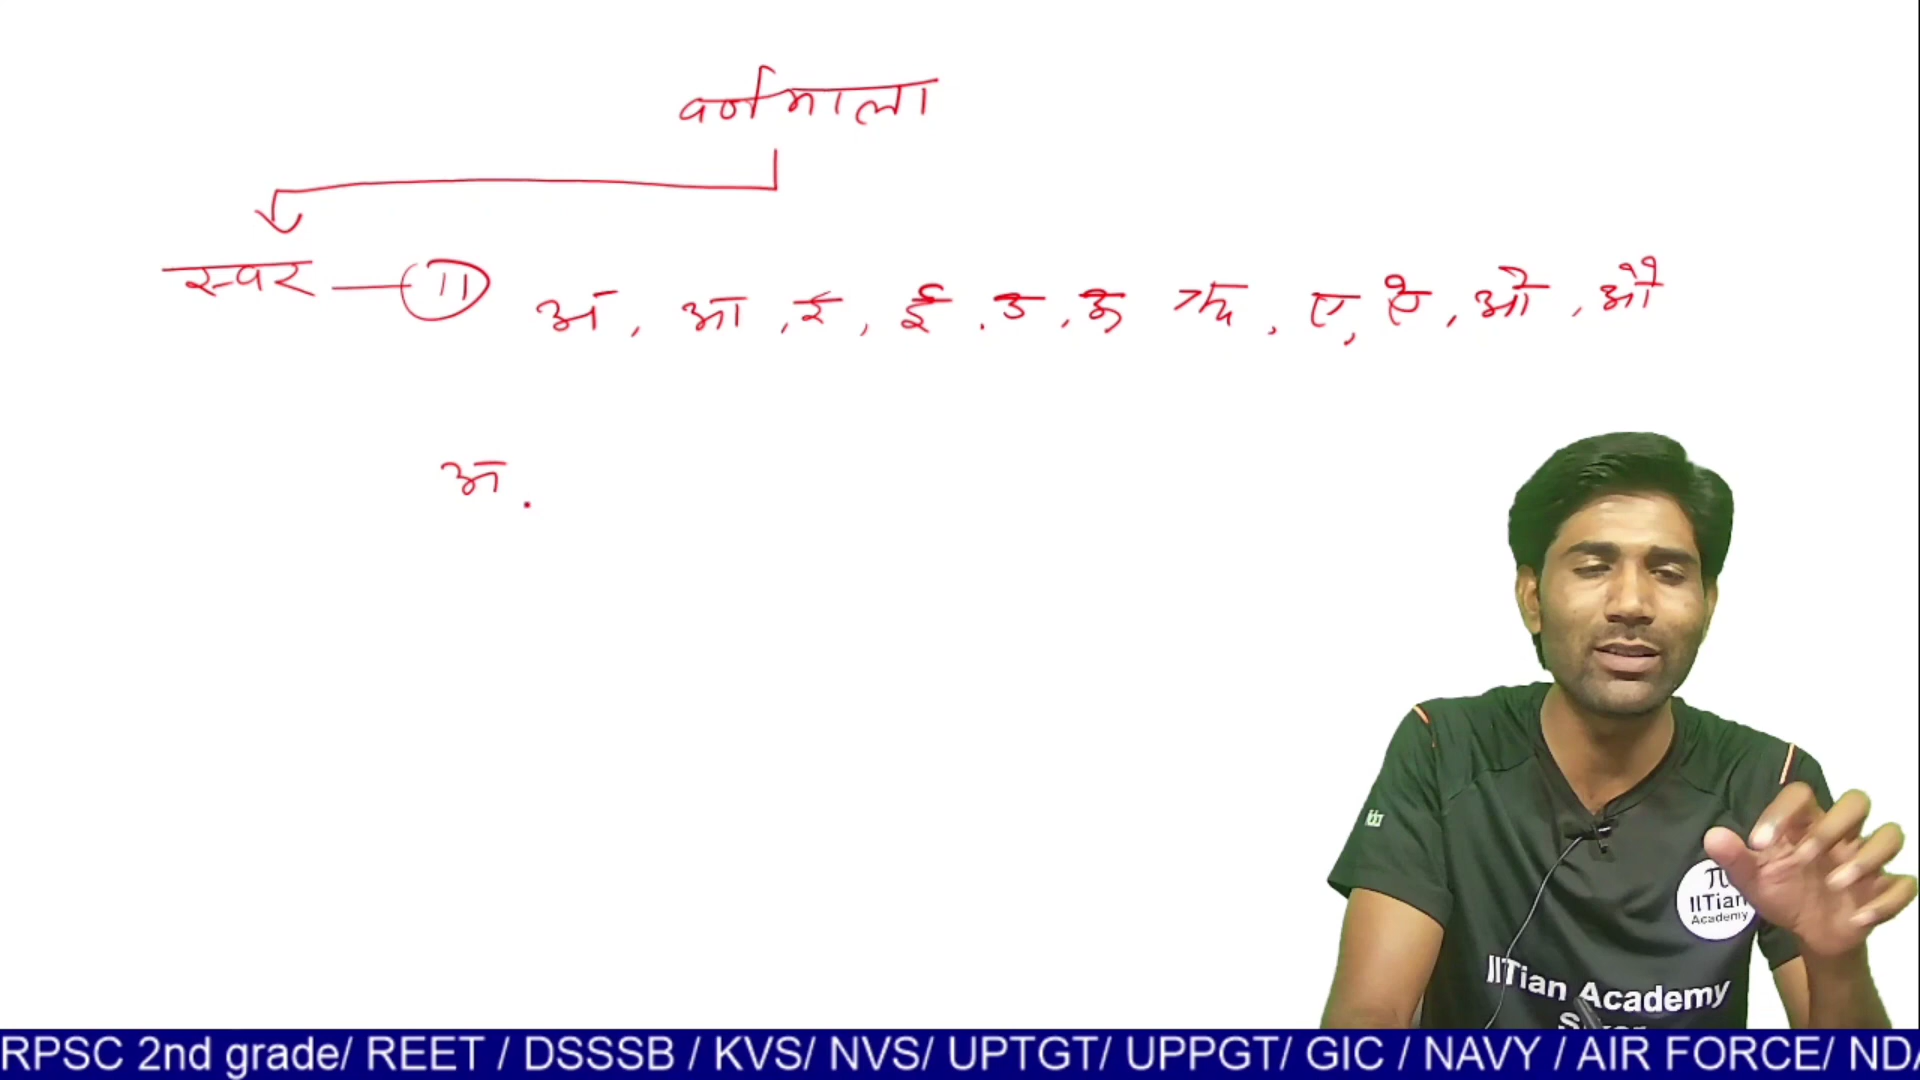 वर्णमाला
स्वर — 11 अ, आ, इ, ई, उ, ऊ ऋ, ए, ऐ, ओ, औ
अ.
π
IITian
Academy
IITian Academy
RPSC 2nd grade/ REET / DSSSB / KVS/ NVS/ UPTGT/ UPPGT/ GIC / NAVY / AIR FORCE/ NDA